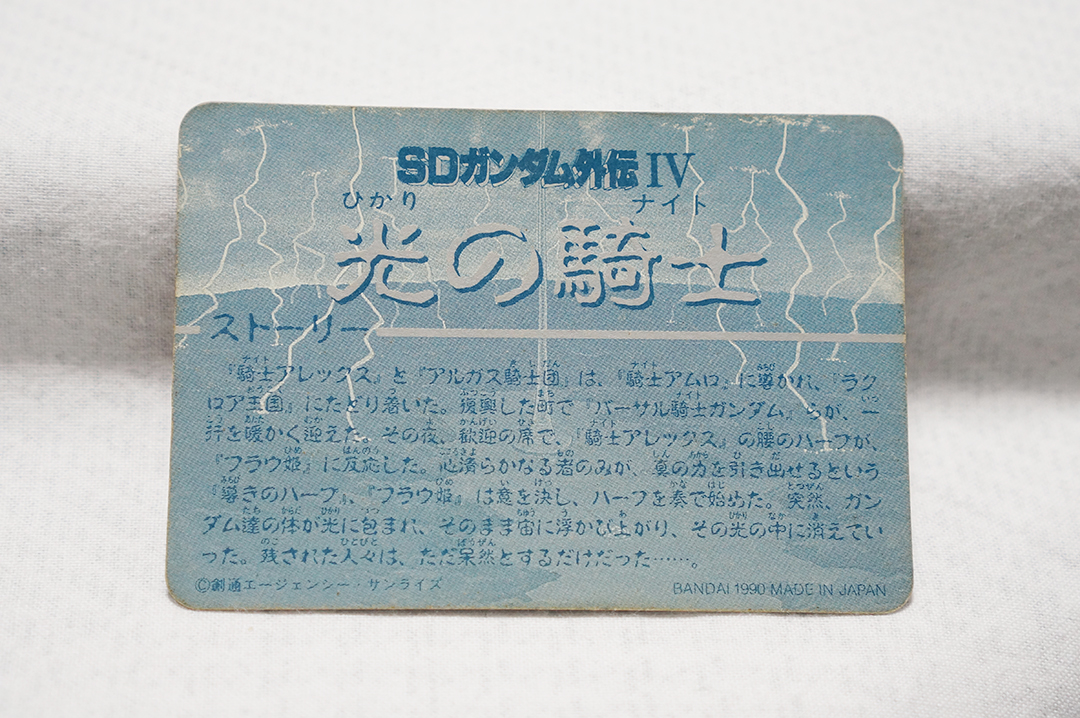 SDガンダム外伝IV
ひかり ナイト
光の騎士
ストーリー
『騎士アレックス』と『アルガス騎士団』は、『騎士アムロ』に導かれ、『ラク
ロア王国』にたどり着いた。復興した町で『バーサル騎士ガンダム』らが、一
行を暖かく迎えた。その夜、歓迎の席で、『騎士アレックス』の腰のハープが、
『フラウ姫』に反応した。心清らかなる者のみが、真の力を引き出せるという
『導きのハープ』、『フラウ姫』は意を決し、ハープを奏で始めた。突然、ガン
ダム達の体が光に包まれ、そのまま宙に浮かび上がり、その光の中に消えてい
った。残された人々は、ただ呆然とするだけだった……。
©創通エージェンシー・サンライズ
BANDAI 1990 MADE IN JAPAN